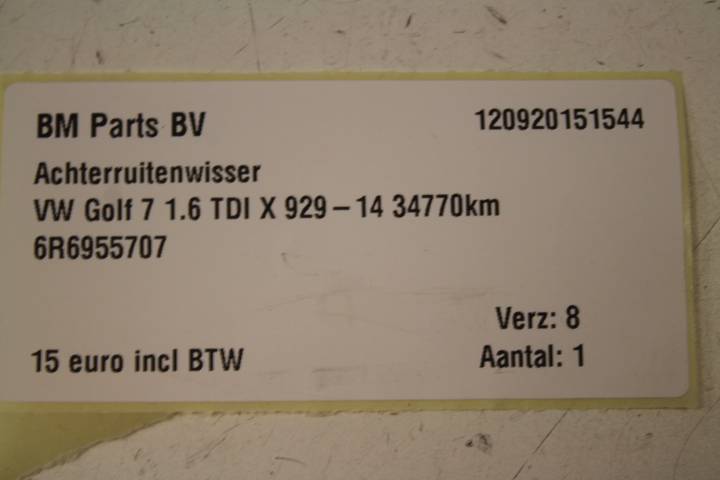 BM Parts BV 120920151544
Achterruitenwisser
VW Golf 7 1.6 TDI X 929-14 34770km
6R6955707
Verz: 8
15 euro incl BTW Aantal: 1